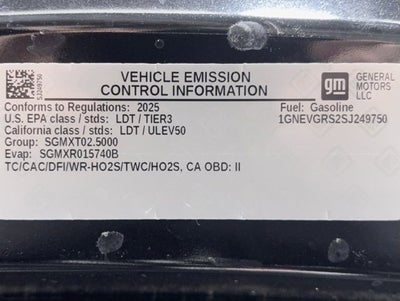 VEHICLE EMISSION
CONTROL INFORMATION
gm GENERAL
MOTORS
LLC
SJ249750
Conforms to Regulations: 2025
Fuel: Gasoline
U.S. EPA class / stds: LDT / TIER3
1GNEVGRS2SJ249750
California class / stds: LDT / ULEV50
Group: SGMXT02.5000
Evap: SGMXR015740B
TC/CAC/DFI/WR-HO2S/TWC/HO2S, CA OBD: II